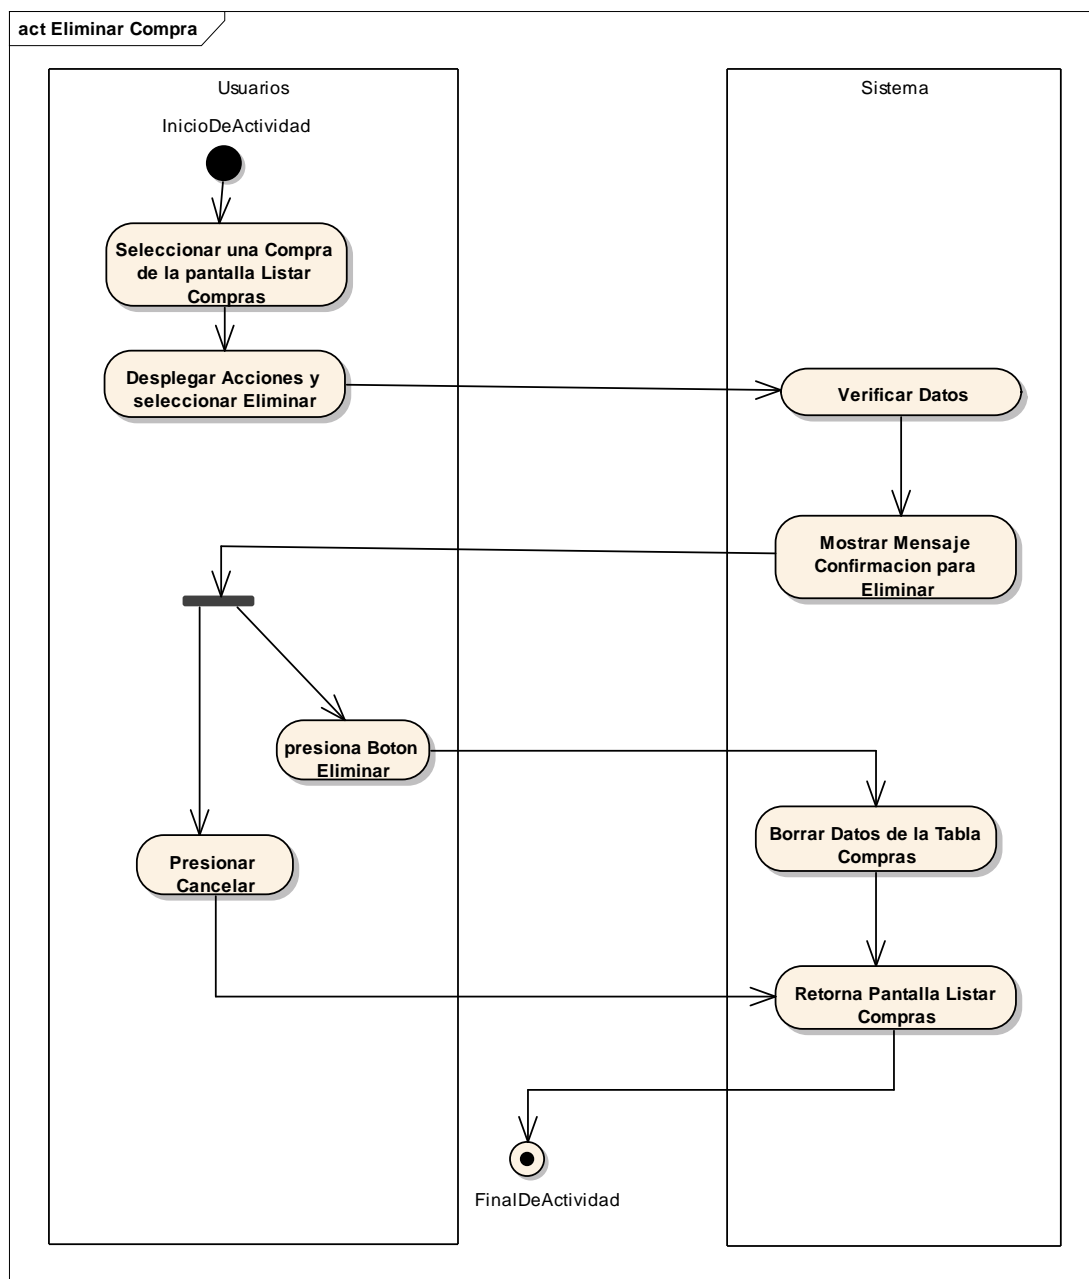 act Eliminar Compra
Usuarios
Sistema
InicioDeActividad
Seleccionar una Compra
de la pantalla Listar
Compras
Desplegar Acciones y
seleccionar Eliminar
Verificar Datos
Mostrar Mensaje
Confirmacion para
Eliminar
presiona Boton
Eliminar
Borrar Datos de la Tabla
Compras
Presionar
Cancelar
Retorna Pantalla Listar
Compras
FinalDeActividad